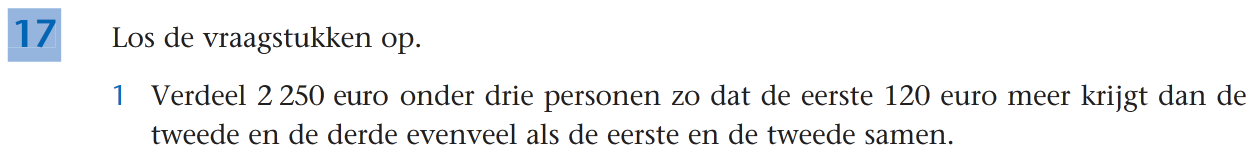 17 Los de vraagstukken op.
1 Verdeel 2 250 euro onder drie personen zo dat de eerste 120 euro meer krijgt dan de
tweede en de derde evenveel als de eerste en de tweede samen.